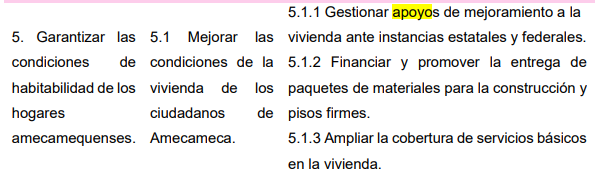 5. Garantizar las
condiciones de
habitabilidad de los
hogares
amecamequenses.
5.1 Mejorar las
condiciones de la
vivienda de los
ciudadanos de
Amecameca.
5.1.1 Gestionar apoyos de mejoramiento a la
vivienda ante instancias estatales y federales.
5.1.2 Financiar y promover la entrega de
paquetes de materiales para la construcción y
pisos firmes.
5.1.3 Ampliar la cobertura de servicios básicos
en la vivienda.